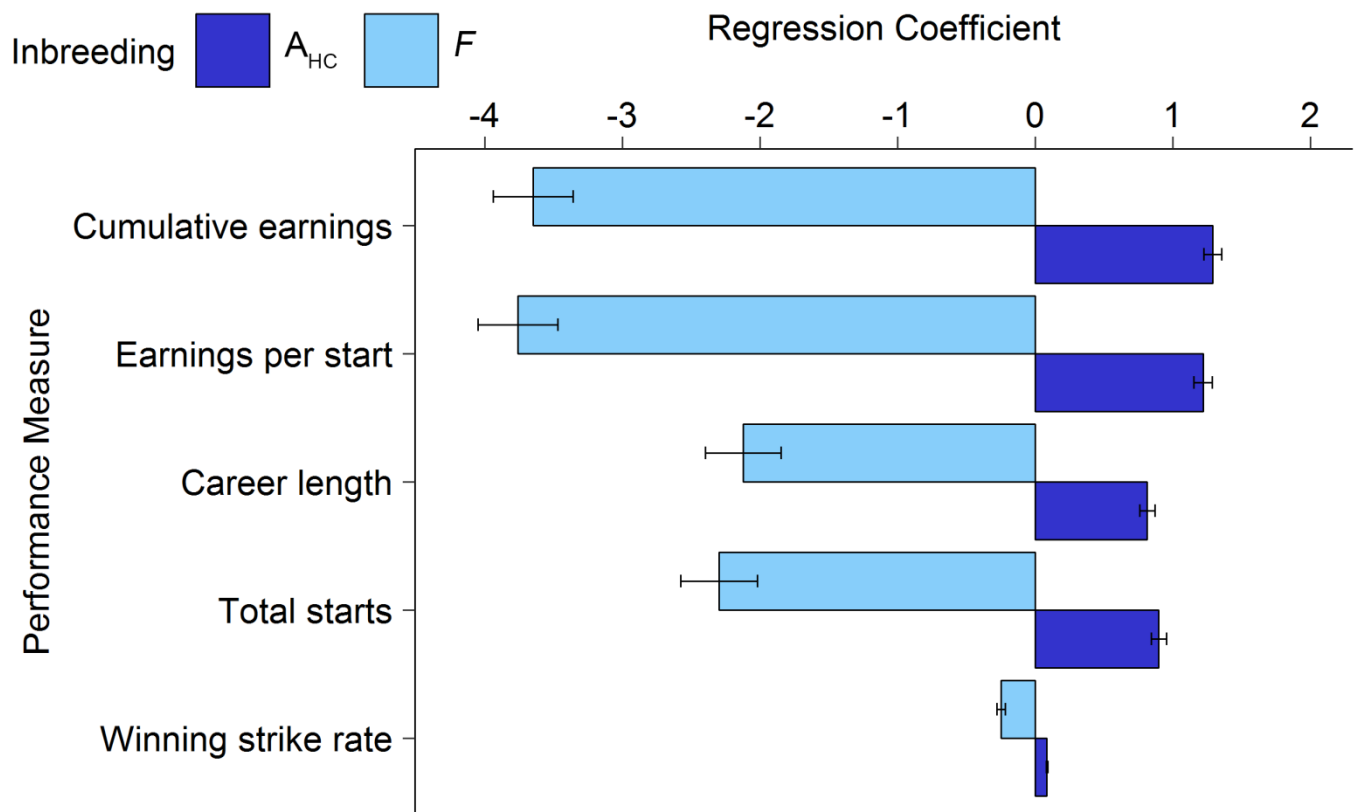 Inbreeding A_HC F
Regression Coefficient
-4 -3 -2 -1 0 1 2
Performance Measure
Cumulative earnings
Earnings per start
Career length
Total starts
Winning strike rate